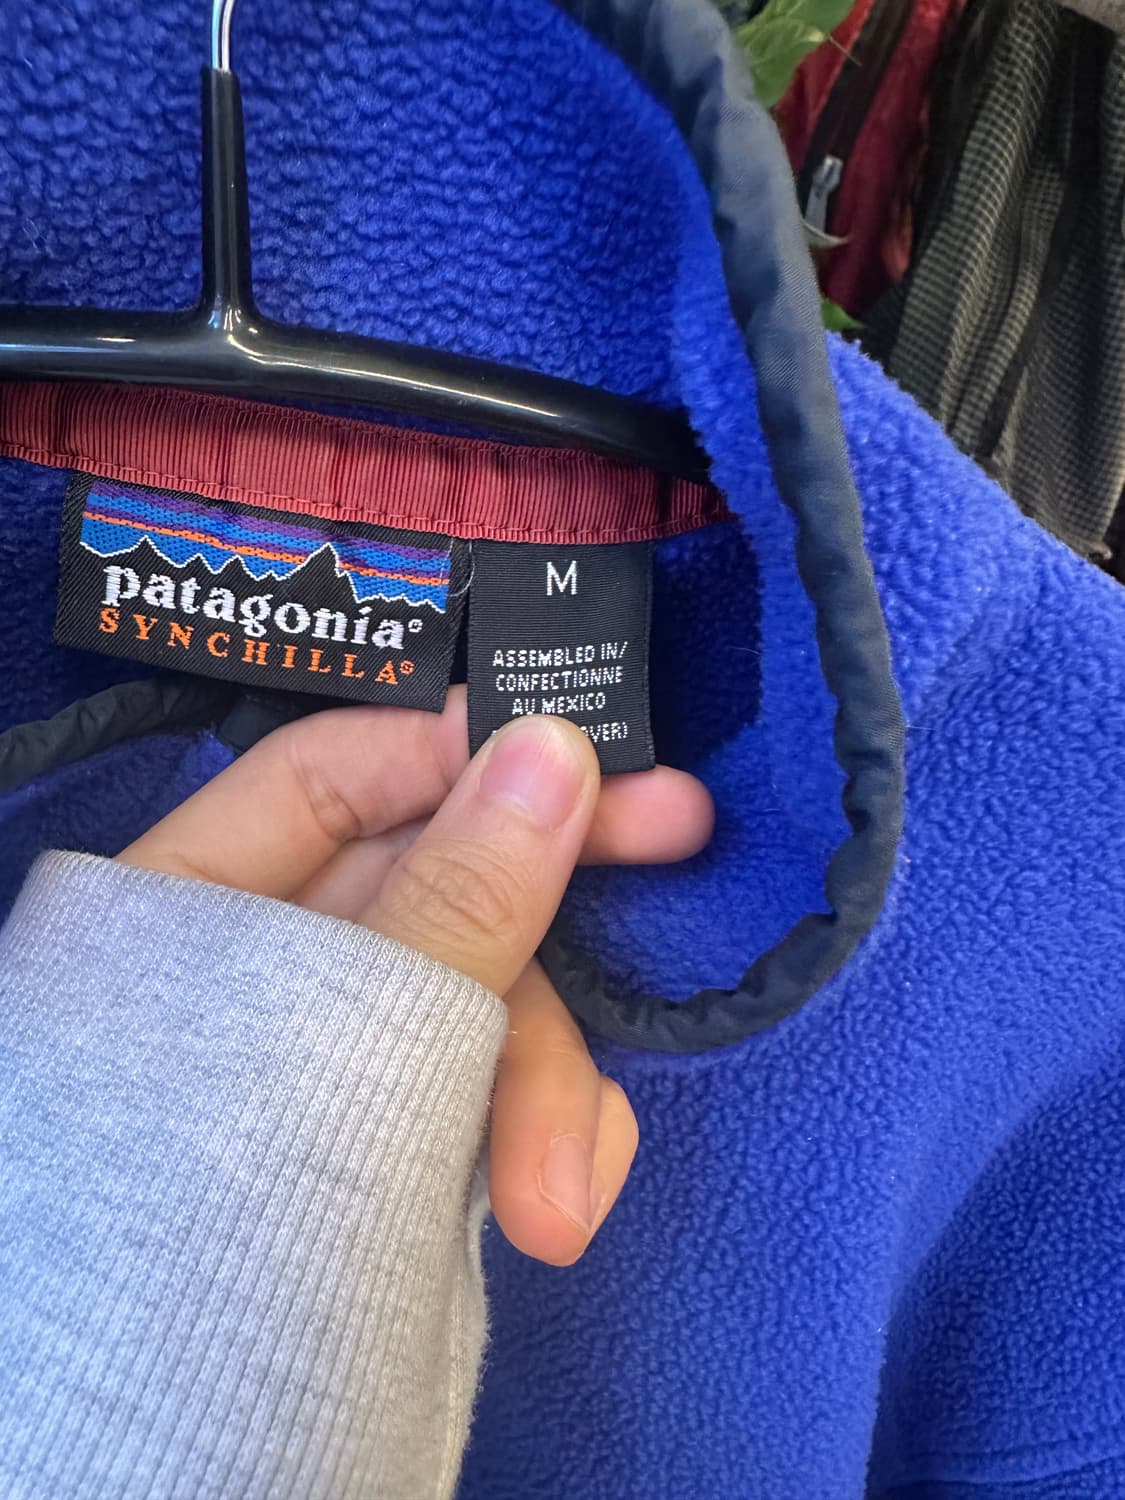 patagonia®
SYNCHILLA®
M
ASSEMBLED IN/
CONFECTIONNE
AU MEXICO